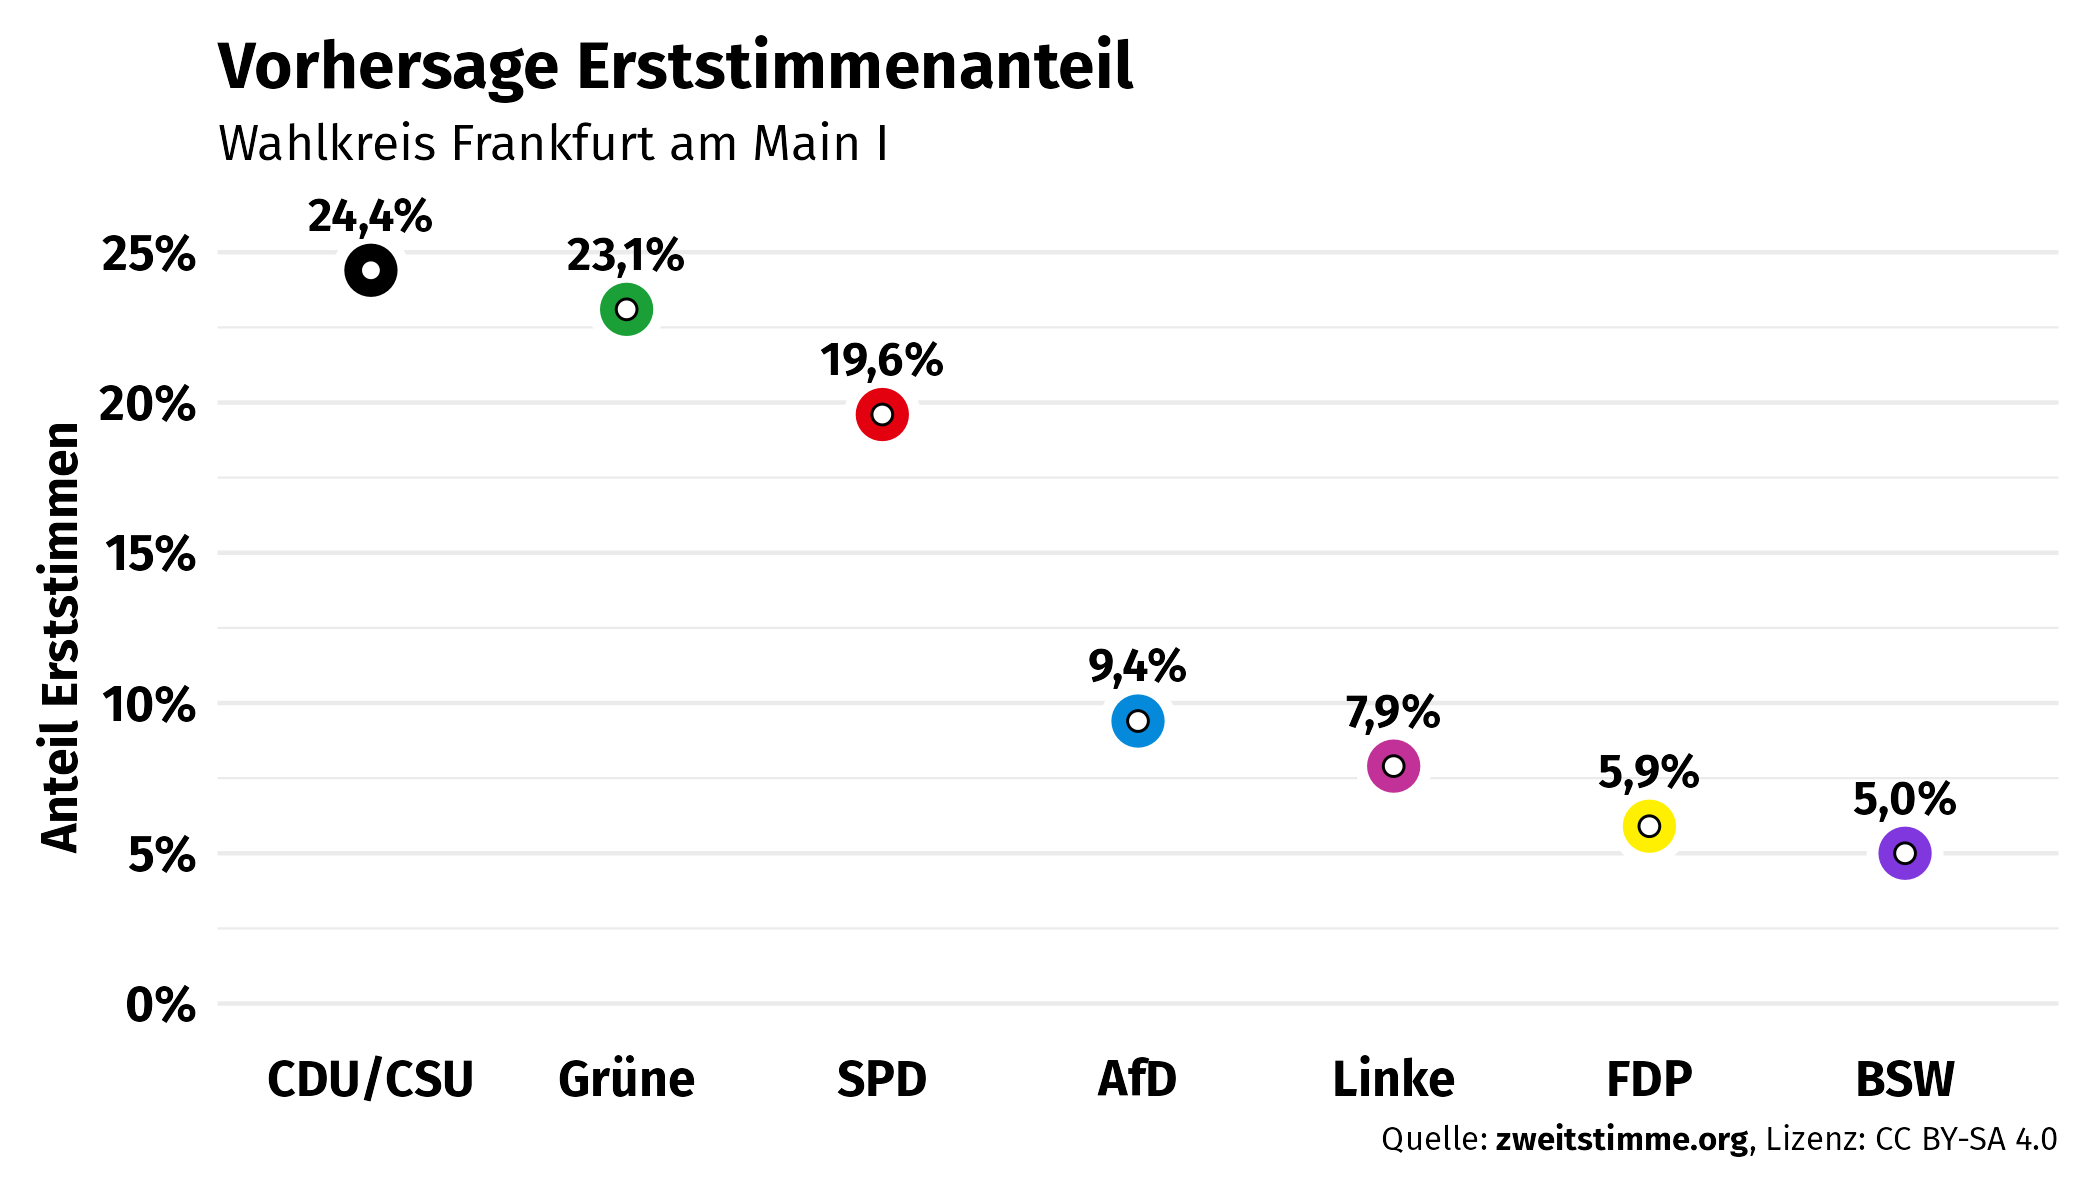 Vorhersage Erststimmenanteil
Wahlkreis Frankfurt am Main I
24,4%
25%
23,1%
19,6%
20%
15%
9,4%
10%
7,9%
5,9%
5,0%
5%
0%
Anteil Erststimmen
CDU/CSU Grüne SPD AfD Linke FDP BSW
Quelle: zweitstimme.org, Lizenz: CC BY-SA 4.0